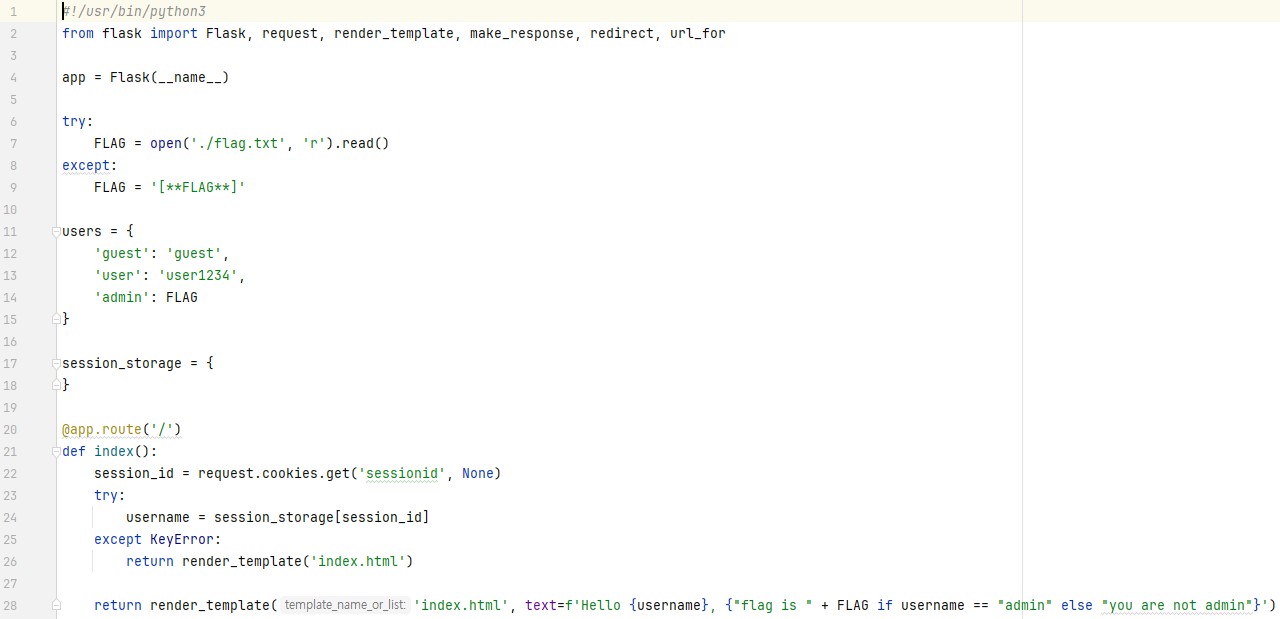 1 #!/usr/bin/python3
2 from flask import Flask, request, render_template, make_response, redirect, url_for
3
4 app = Flask(__name__)
5
6 try:
7     FLAG = open('./flag.txt', 'r').read()
8 except:
9     FLAG = '[**FLAG**]'
10
11 users = {
12     'guest': 'guest',
13     'user': 'user1234',
14     'admin': FLAG
15 }
16
17 session_storage = {
18 }
19
20 @app.route('/')
21 def index():
22     session_id = request.cookies.get('sessionid', None)
23     try:
24         username = session_storage[session_id]
25     except KeyError:
26         return render_template('index.html')
27
28     return render_template( template_name_or_list: 'index.html', text=f'Hello {username}, {"flag is " + FLAG if username == "admin" else "you are not admin"}')